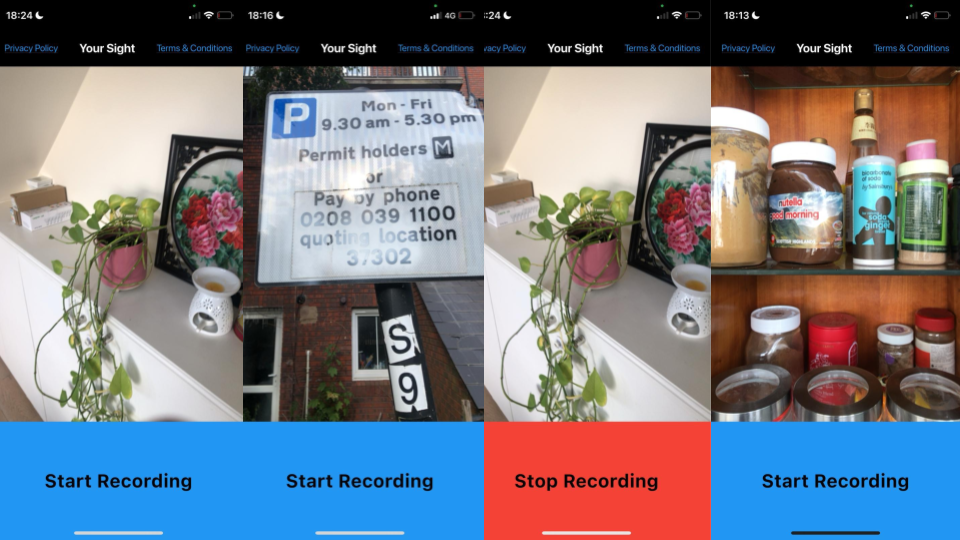 18:24
Privacy Policy Your Sight Terms & Conditions
Start Recording
18:16 4G
Privacy Policy Your Sight Terms & Conditions
P Mon - Fri
9.30 am - 5.30 pm
Permit holders M
or
Pay by phone
0208 039 1100
quoting location
37302
S
9
Start Recording
:24
vacy Policy Your Sight Terms & Conditions
Stop Recording
18:13
Privacy Policy Your Sight Terms & Conditions
nutella
good morning
bicarbonate
of soda
by Sainsbury's
soda
ginger
Start Recording